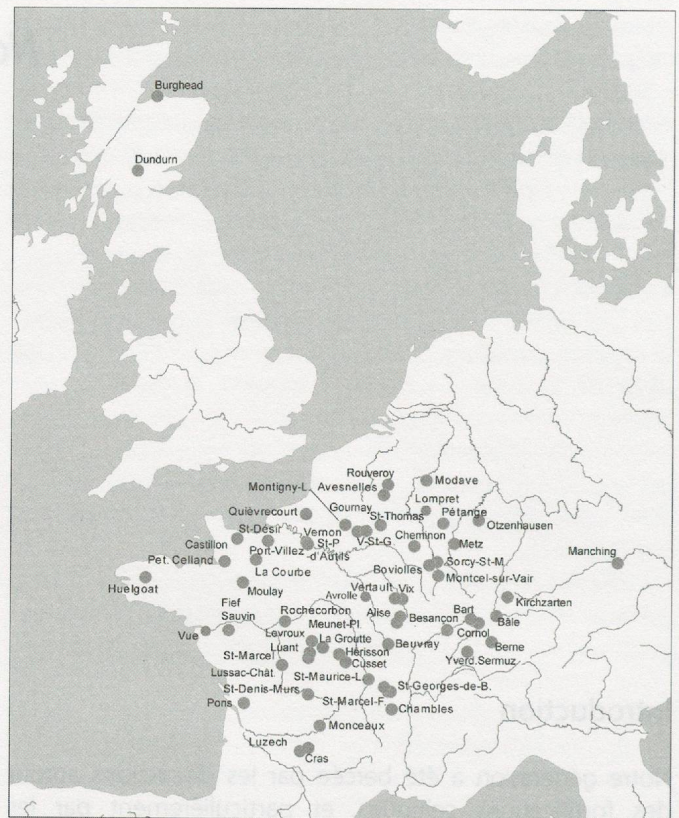 Burghead
Dundurn
Rouveroy
Modave
Montigny-L.
Avesnelles
Lompret
Quièvrecourt
Gournay
St-Thomas
Pétange
Otzenhausen
St-Désir
Vernon
Chemnon
Castillon
St-P
V-St-G
Metz
Manching
Port-Villez
-d'Autils
Pet. Celland
Boviolles
Sorcy-St-M.
La Courbe
Montcel-sur-Vair
Huelgoat
Moulay
Vertault
Vix
Avrolle
Kirchzarten
Fief
Sauvin
Rochecorbon
Alise
Bart
Meunet-Pl.
Besançon
Bâle
Vue
Levroux
La Groutte
Cornol
Luant
Hérisson
Beuvray
Berne
St-Marcel
Cusset
Yverd.Sermuz
Lussac-Chât.
St-Maurice-L.
St-Denis-Murs
St-Georges-de-B.
Pons
St-Marcel-F.
Chambles
Monceaux
Luzech
Cras